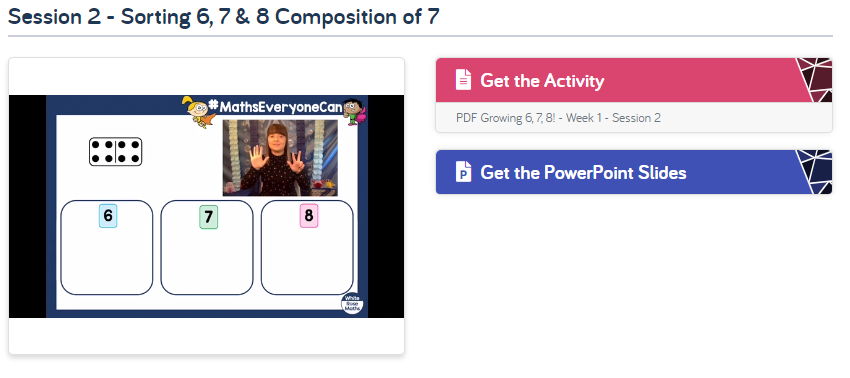 Session 2 - Sorting 6, 7 & 8 Composition of 7
#MathsEveryoneCan
6
7
8
White
Rose
Maths
Get the Activity
PDF Growing 6, 7, 8! - Week 1 - Session 2
P
Get the PowerPoint Slides